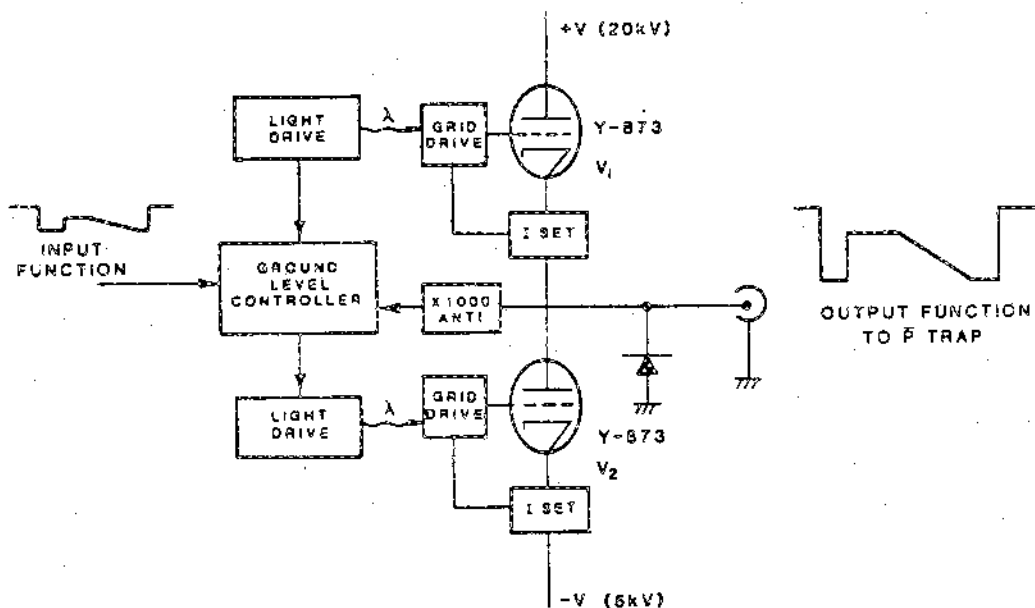 +V (20kV)
LIGHT
DRIVE
λ
GRID
DRIVE
Y-873
V₁
I SET
INPUT
FUNCTION
GROUND
LEVEL
CONTROLLER
X1000
ANTI
OUTPUT FUNCTION
TO P̄ TRAP
LIGHT
DRIVE
λ
GRID
DRIVE
Y-873
V₂
I SET
-V (5kV)